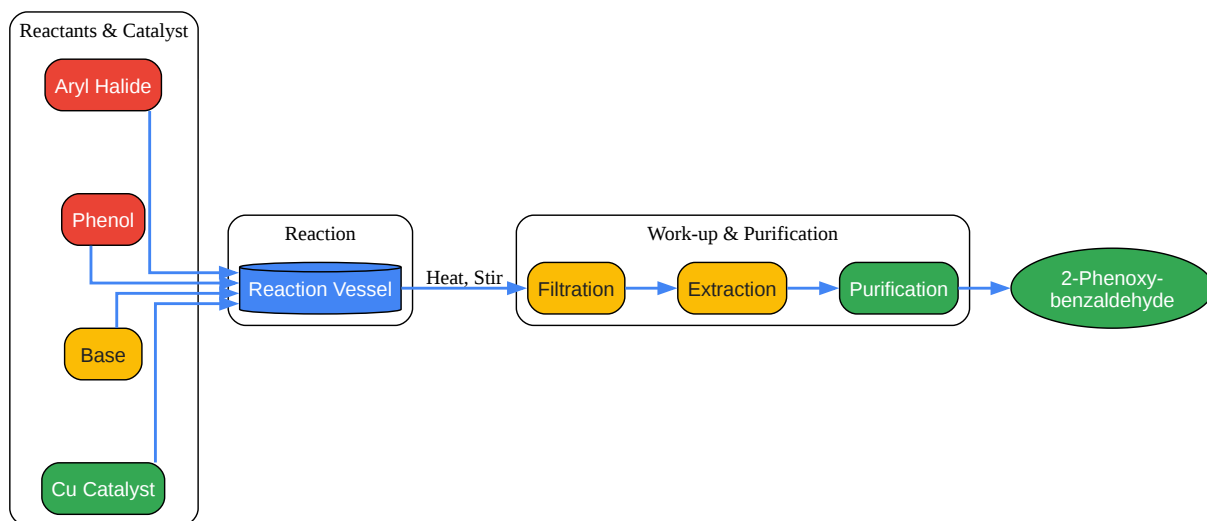 Reactants & Catalyst
Aryl Halide
Phenol
Base
Cu Catalyst
Reaction
Reaction Vessel
Heat, Stir
Work-up & Purification
Filtration
Extraction
Purification
2-Phenoxy-
benzaldehyde